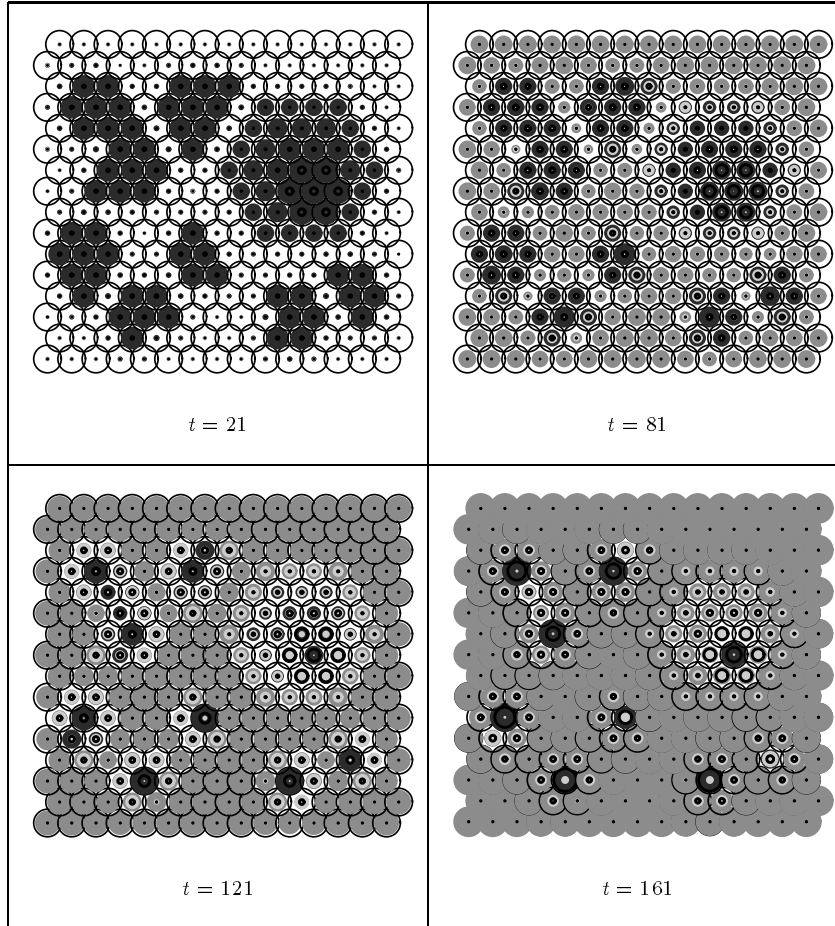 t = 21
t = 81
t = 121
t = 161